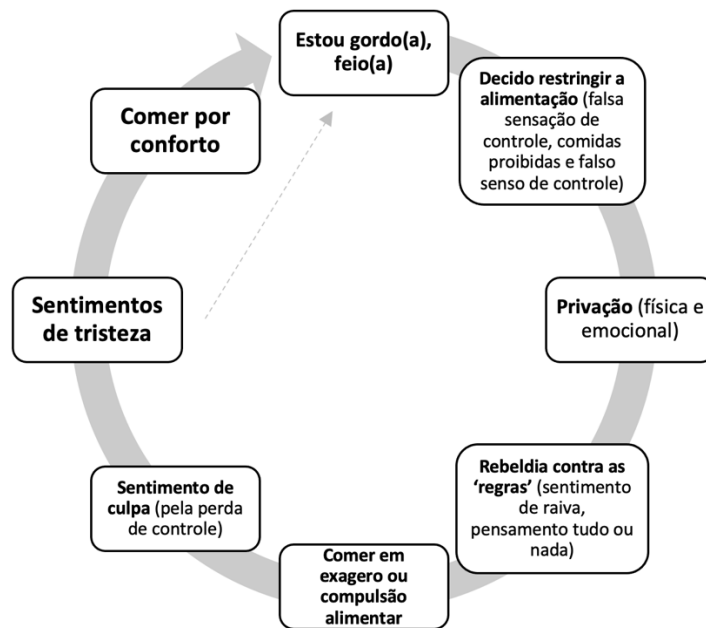 Estou gordo(a),
feio(a)
Decido restringir a
alimentação (falsa
sensação de
controle, comidas
proibidas e falso
senso de controle)
Privação (física e
emocional)
Rebeldia contra as
‘regras’ (sentimento
de raiva,
pensamento tudo ou
nada)
Comer em
exagero ou
compulsão
alimentar
Sentimento de
culpa (pela perda
de controle)
Sentimentos
de tristeza
Comer por
conforto